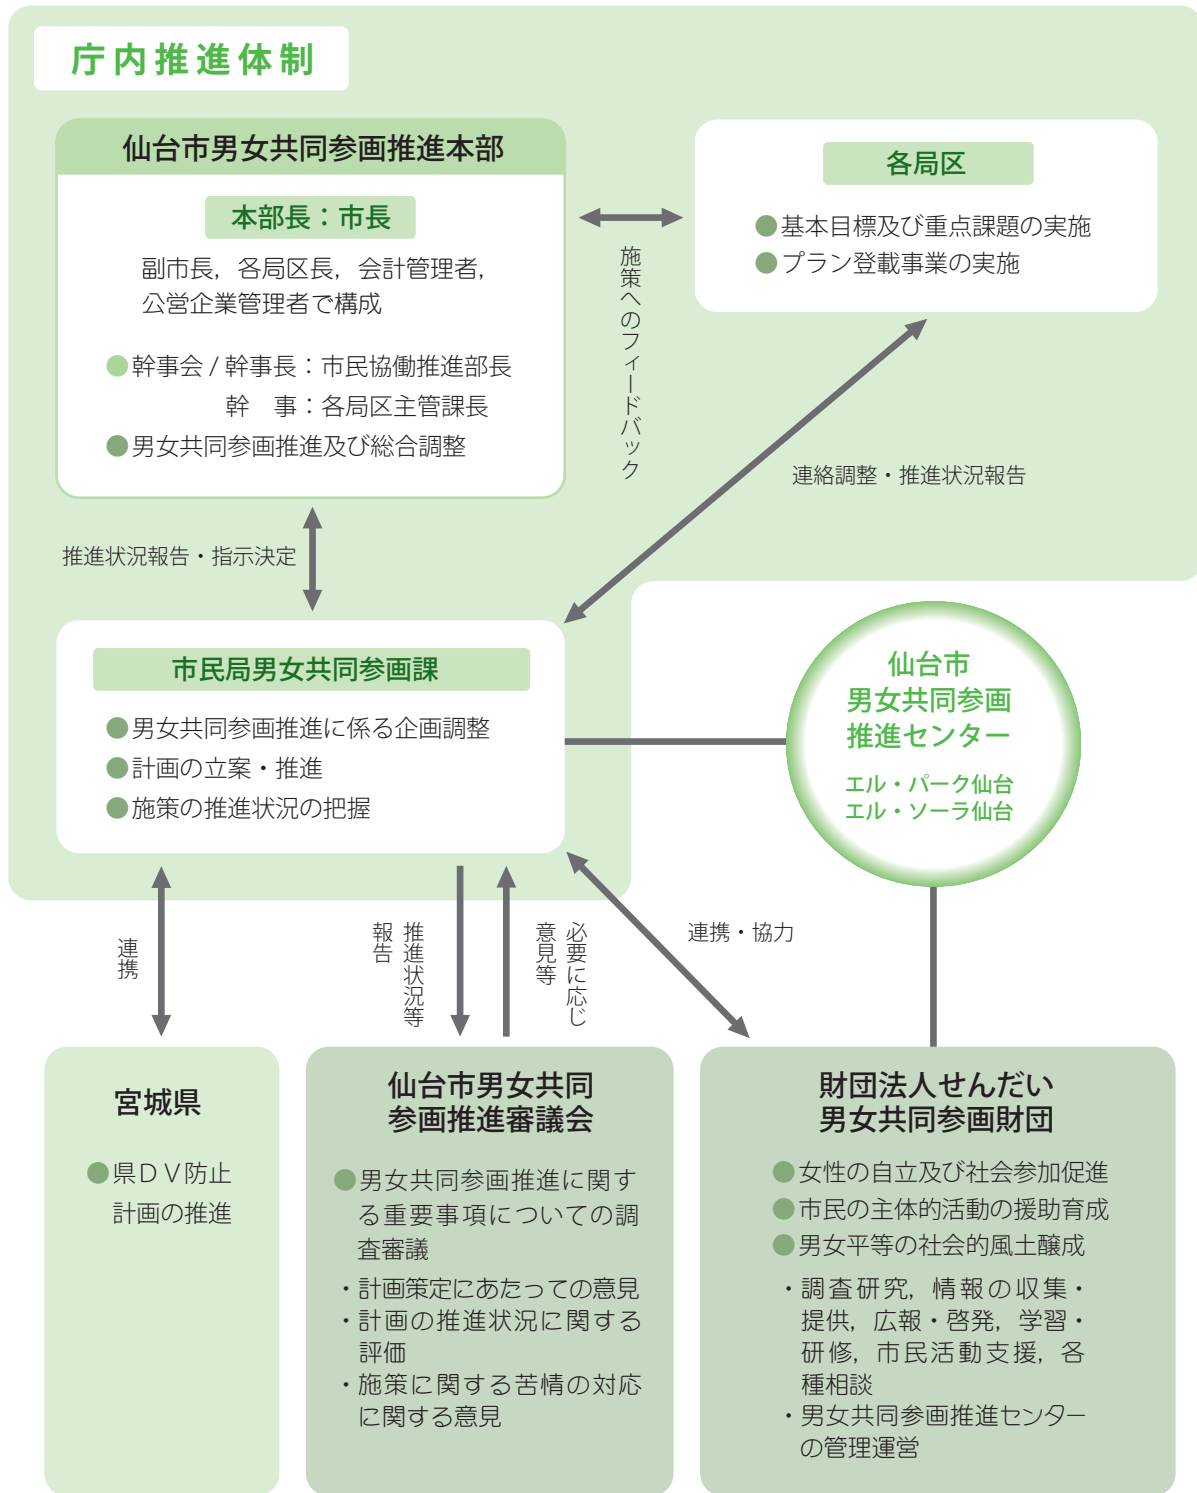 庁内推進体制
仙台市男女共同参画推進本部
本部長：市長
副市長，各局区長，会計管理者，
公営企業管理者で構成
●幹事会 / 幹事長：市民協働推進部長
幹　事：各局区主管課長
●男女共同参画推進及び総合調整
施策へのフィードバック
各局区
●基本目標及び重点課題の実施
●プラン登載事業の実施
推進状況報告・指示決定
連絡調整・推進状況報告
市民局男女共同参画課
●男女共同参画推進に係る企画調整
●計画の立案・推進
●施策の推進状況の把握
仙台市
男女共同参画
推進センター
エル・パーク仙台
エル・ソーラ仙台
連携
推進状況等
報告
必要に応じ
意見等
連携・協力
宮城県
●県ＤＶ防止
計画の推進
仙台市男女共同
参画推進審議会
●男女共同参画推進に関す
る重要事項についての調
査審議
・計画策定にあたっての意見
・計画の推進状況に関する
評価
・施策に関する苦情の対応
に関する意見
財団法人せんだい
男女共同参画財団
●女性の自立及び社会参加促進
●市民の主体的活動の援助育成
●男女平等の社会的風土醸成
・調査研究，情報の収集・
提供，広報・啓発，学習・
研修，市民活動支援，各
種相談
・男女共同参画推進センター
の管理運営